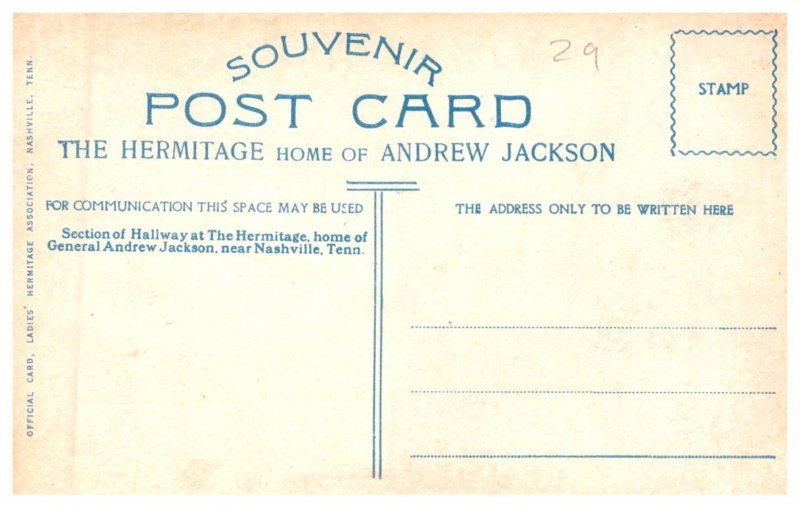 SOUVENIR
29
POST CARD
STAMP
THE HERMITAGE HOME OF ANDREW JACKSON
FOR COMMUNICATION THIS SPACE MAY BE USED
THE ADDRESS ONLY TO BE WRITTEN HERE
Section of Hallway at The Hermitage, home of
General Andrew Jackson, near Nashville, Tenn.
OFFICIAL CARD, LADIES' HERMITAGE ASSOCIATION, NASHVILLE, TENN.